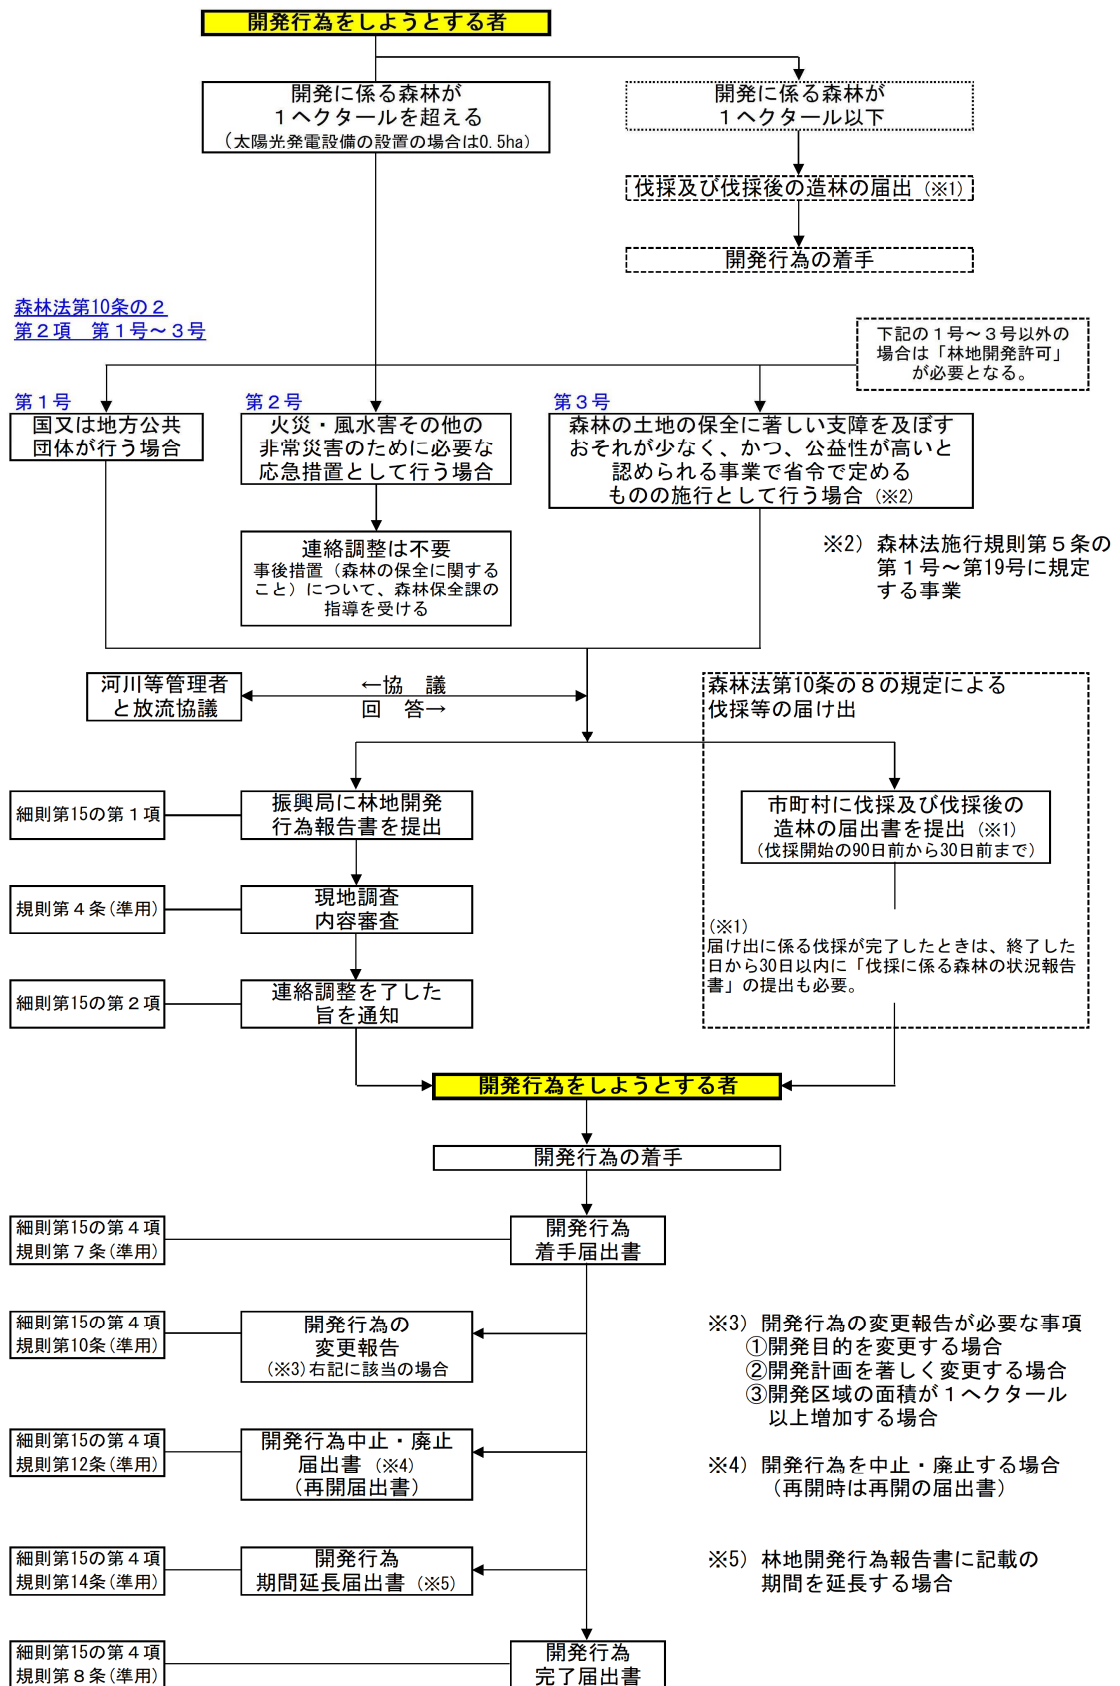 開発行為をしようとする者
開発に係る森林が
１ヘクタールを超える
（太陽光発電設備の設置の場合は0.5ha）
開発に係る森林が
１ヘクタール以下
伐採及び伐採後の造林の届出（※1）
開発行為の着手
森林法第10条の２
第２項　第１号～３号
下記の１号～３号以外の
場合は「林地開発許可」
が必要となる。
第１号
国又は地方公共
団体が行う場合
第２号
火災・風水害その他の
非常災害のために必要な
応急措置として行う場合
第３号
森林の土地の保全に著しい支障を及ぼす
おそれが少なく、かつ、公益性が高いと
認められる事業で省令で定める
ものの施行として行う場合（※2）
連絡調整は不要
事後措置（森林の保全に関する
こと）について、森林保全課の
指導を受ける
※2）森林法施行規則第５条の
第１号～第19号に規定
する事業
河川等管理者
と放流協議
←協　議
回　答→
森林法第10条の８の規定による
伐採等の届け出
細則第15の第１項
振興局に林地開発
行為報告書を提出
市町村に伐採及び伐採後の
造林の届出書を提出（※1）
（伐採開始の90日前から30日前まで）
規則第４条(準用)
現地調査
内容審査
（※1）
届け出に係る伐採が完了したときは、終了した
日から30日以内に「伐採に係る森林の状況報告
書」の提出も必要。
細則第15の第２項
連絡調整を了した
旨を通知
開発行為をしようとする者
開発行為の着手
細則第15の第４項
規則第７条(準用)
開発行為
着手届出書
細則第15の第４項
規則第10条(準用)
開発行為の
変更報告
（※3）右記に該当の場合
※3）開発行為の変更報告が必要な事項
①開発目的を変更する場合
②開発計画を著しく変更する場合
③開発区域の面積が１ヘクタール
以上増加する場合
細則第15の第４項
規則第12条(準用)
開発行為中止・廃止
届出書（※4）
（再開届出書）
※4）開発行為を中止・廃止する場合
（再開時は再開の届出書）
細則第15の第４項
規則第14条(準用)
開発行為
期間延長届出書（※5）
※5）林地開発行為報告書に記載の
期間を延長する場合
細則第15の第４項
規則第８条(準用)
開発行為
完了届出書